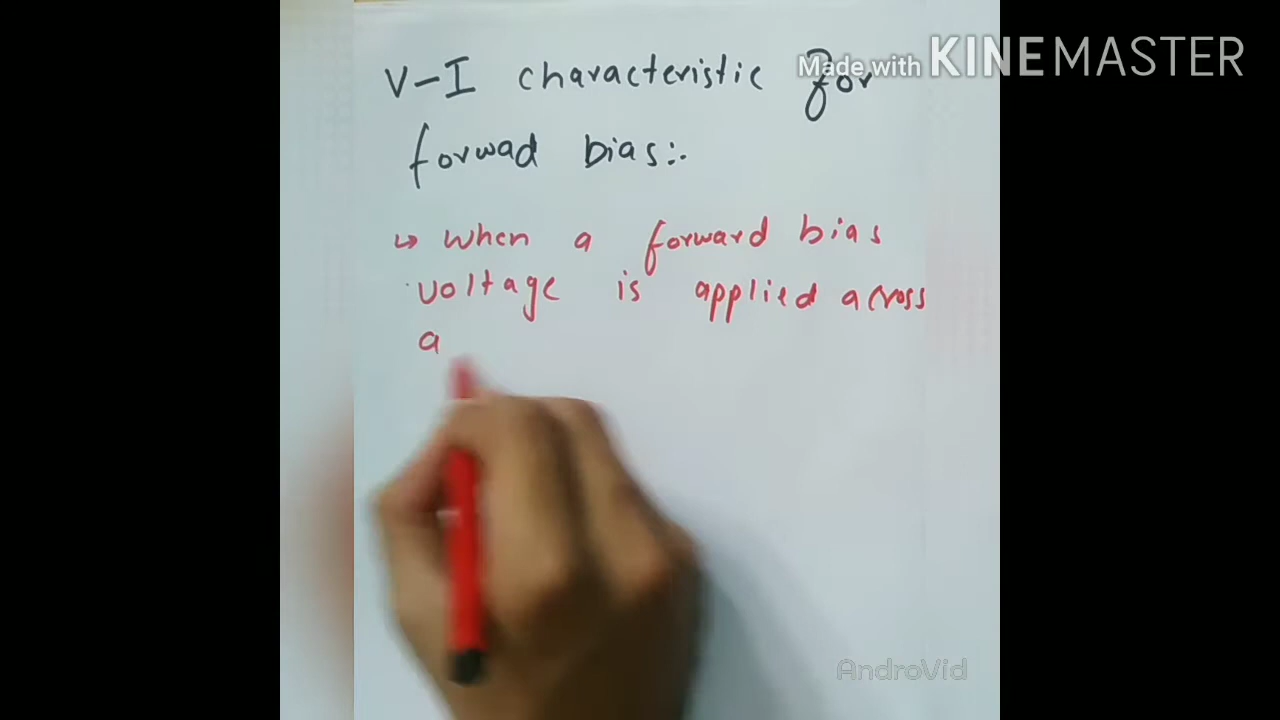 Made with KINEMASTER
V-I characteristic for
forwad bias:-
↳ When a forward bias
voltage is applied across
a
AndroVid